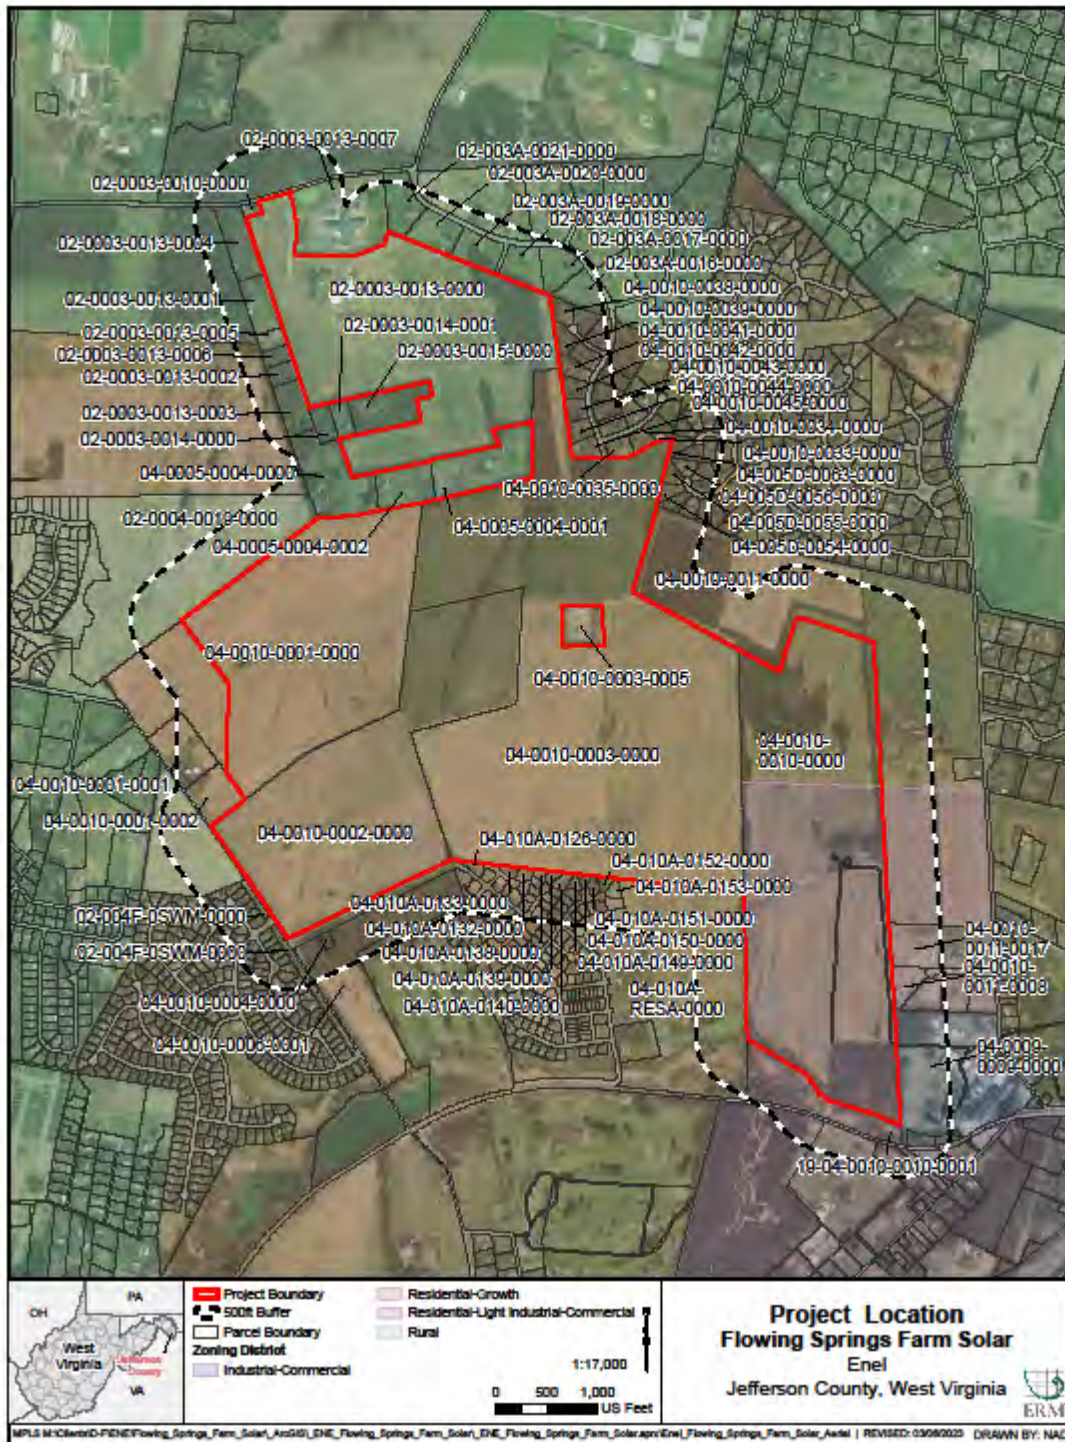 02-0003-0013-0007
02-003A-0021-0000
02-0003-0010-0000
02-003A-0020-0000
02-003A-0019-0000
02-003A-0018-0000
02-0003-0013-0004
02-003A-0017-0000
02-003A-0016-0000
02-0003-0013-0000
04-0010-0038-0000
02-0003-0013-0001
04-0010-0039-0000
02-0003-0014-0001
04-0010-0041-0000
02-0003-0013-0005
02-0003-0015-0000
04-0010-0042-0000
02-0003-0013-0006
04-0010-0043-0000
02-0003-0013-0002
04-0010-0044-0000
04-0010-0045-0000
02-0003-0013-0003
04-0010-0034-0000
02-0003-0014-0000
04-0010-0033-0000
04-0005-0004-0000
04-005D-0063-0000
04-0010-0035-0000
04-005D-0056-0000
02-0004-0019-0000
04-0005-0004-0001
04-005D-0055-0000
04-0005-0004-0002
04-005D-0054-0000
04-0010-0011-0000
04-0010-0001-0000
04-0010-0003-0005
04-0010-0003-0000
04-0010-
0010-0000
04-0010-0001-0001
04-0010-0001-0002
04-0010-0002-0000
04-010A-0126-0000
04-010A-0152-0000
04-010A-0153-0000
04-010A-0133-0000
02-004F-0SWM-0000
04-010A-0151-0000
04-010A-0132-0000
04-010A-0150-0000
02-004F-0SWM-0000
04-010A-0138-0000
04-010A-0149-0000
04-0010-
0011-0017
04-0010-
0011-0008
04-010A-0139-0000
04-010A-
RESA-0000
04-0010-0004-0000
04-010A-0140-0000
04-0010-0006-0001
04-0009-
0009-0000
19-04-0010-0010-0001
OH
PA
West
Virginia
Jefferson
County
VA
Project Boundary
500ft Buffer
Parcel Boundary
Zoning District
Industrial-Commercial
Residential-Growth
Residential-Light Industrial-Commercial
Rural
1:17,000
0 500 1,000
US Feet
Project Location
Flowing Springs Farm Solar
Enel
Jefferson County, West Virginia
ERM
REVISED: 03/06/2023 DRAWN BY: NAD